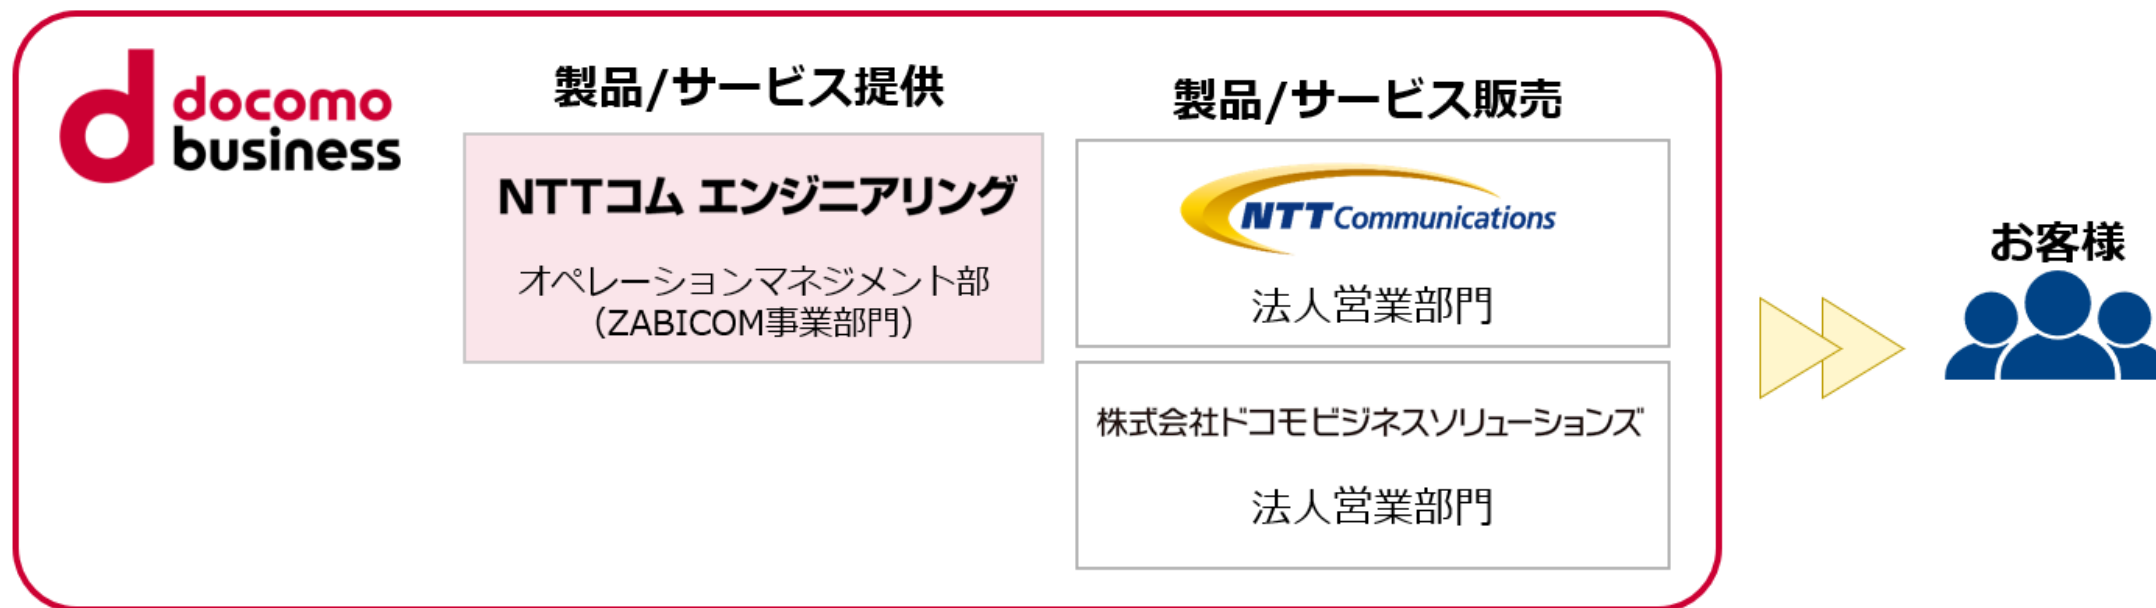 docomo
business
製品/サービス提供
NTTコム エンジニアリング
オペレーションマネジメント部
（ZABICOM事業部門）
製品/サービス販売
NTT Communications
法人営業部門
株式会社ドコモビジネスソリューションズ
法人営業部門
お客様